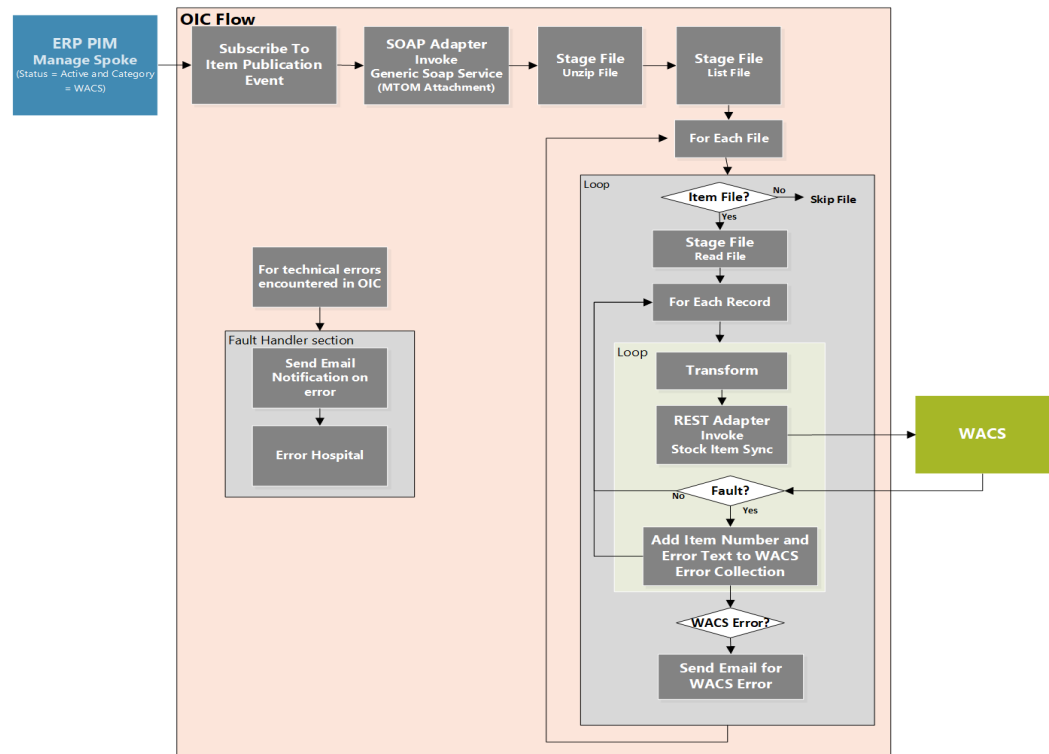 OIC Flow
ERP PIM
Manage Spoke
(Status = Active and Category
= WACS)
Subscribe To
Item Publication
Event
SOAP Adapter
Invoke
Generic Soap Service
(MTOM Attachment)
Stage File
Unzip File
Stage File
List File
For Each File
Loop
Item File?
No
Skip File
Yes
Stage File
Read File
For Each Record
Loop
Transform
REST Adapter
Invoke
Stock Item Sync
WACS
Fault?
No
Yes
Add Item Number and
Error Text to WACS
Error Collection
WACS Error?
Send Email for
WACS Error
For technical errors
encountered in OIC
Fault Handler section
Send Email
Notification on
error
Error Hospital